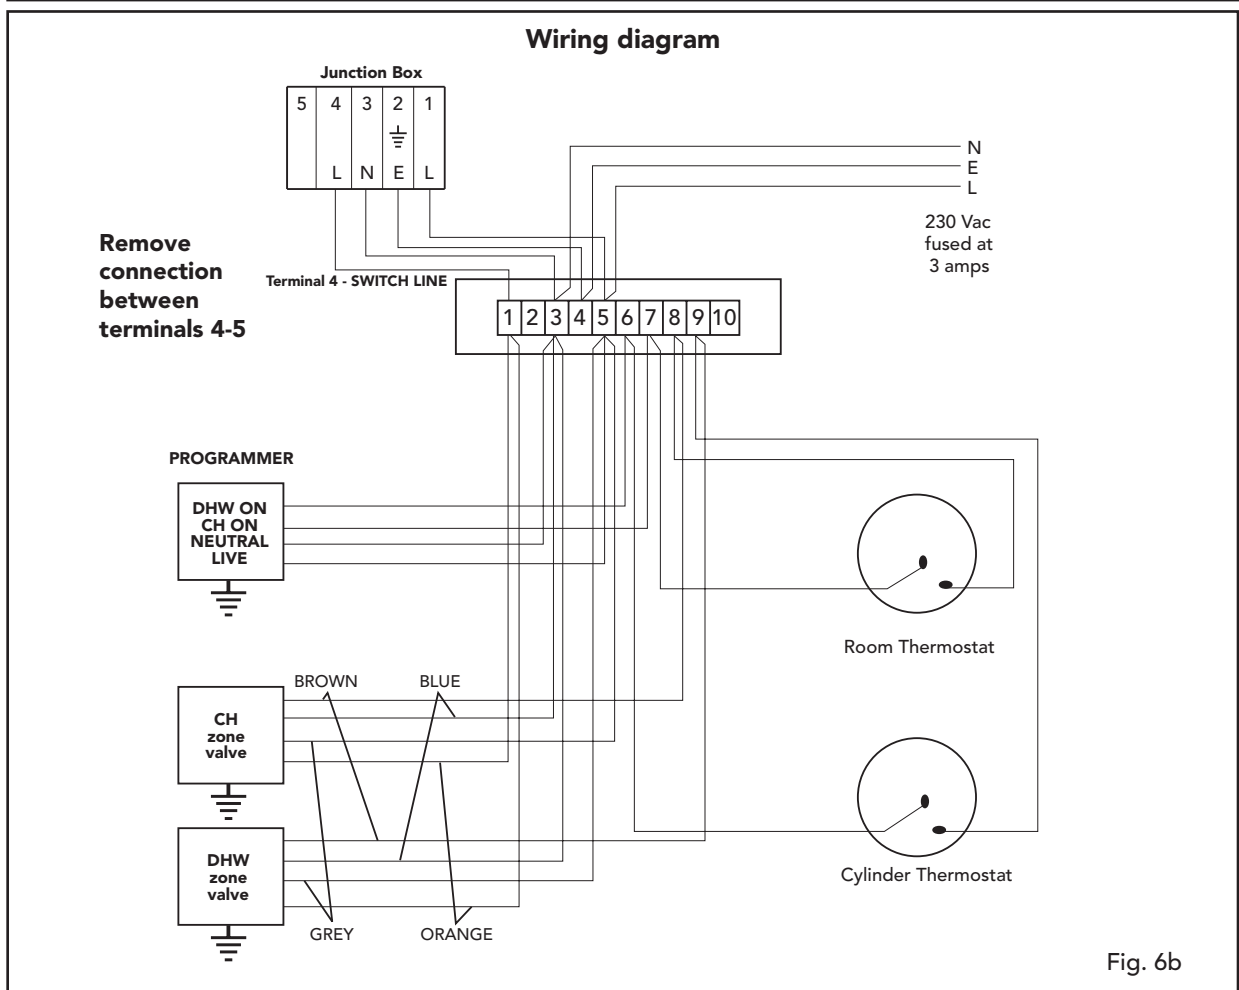 Wiring diagram
Junction Box
5 4 3 2 1
L N E L
N
E
L
230 Vac
fused at
3 amps
Remove
connection
between
terminals 4-5
Terminal 4 - SWITCH LINE
1 2 3 4 5 6 7 8 9 10
PROGRAMMER
DHW ON
CH ON
NEUTRAL
LIVE
Room Thermostat
BROWN BLUE
CH
zone
valve
DHW
zone
valve
Cylinder Thermostat
GREY ORANGE
Fig. 6b